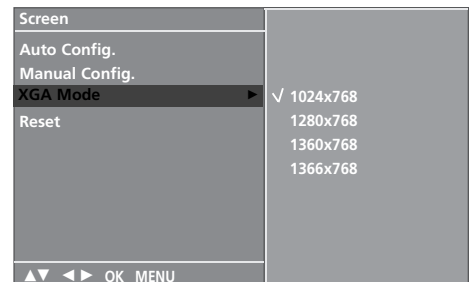 Screen
Auto Config.
Manual Config.
XGA Mode ►
Reset
√ 1024x768
1280x768
1360x768
1366x768
▲▼ ◄► OK MENU